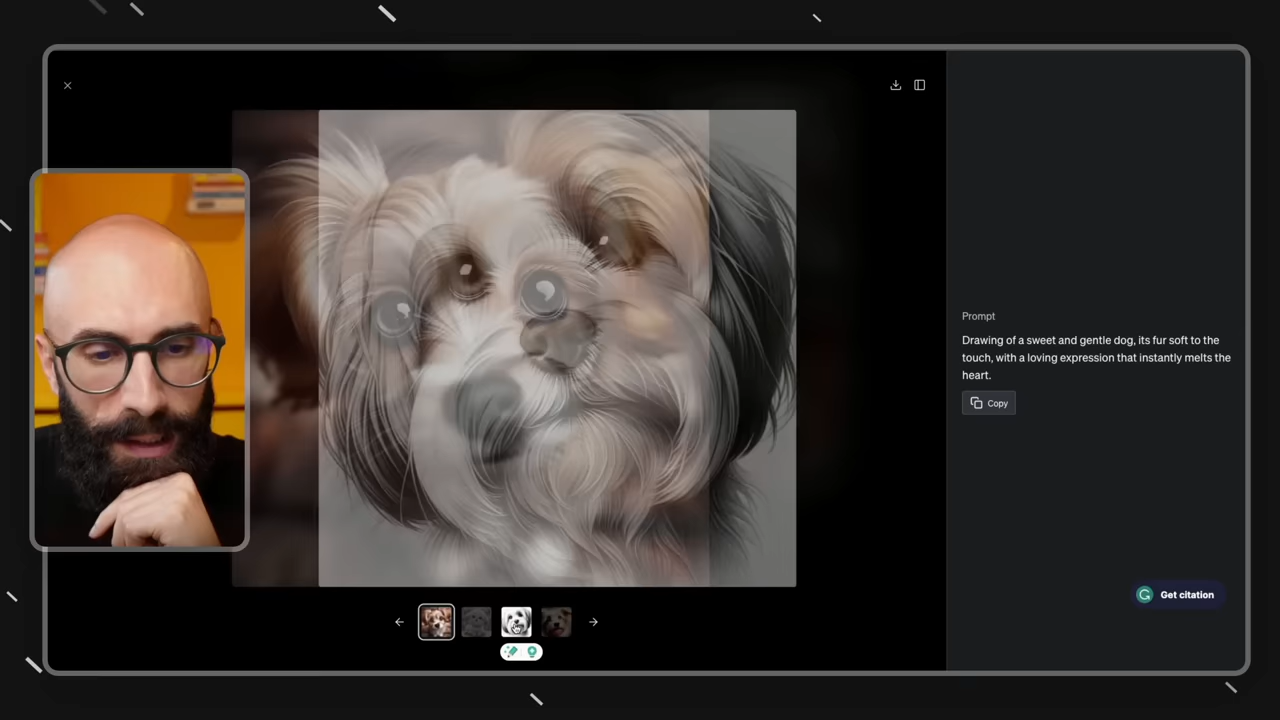 Prompt
Drawing of a sweet and gentle dog, its fur soft to the
touch, with a loving expression that instantly melts the
heart.
Copy
Get citation